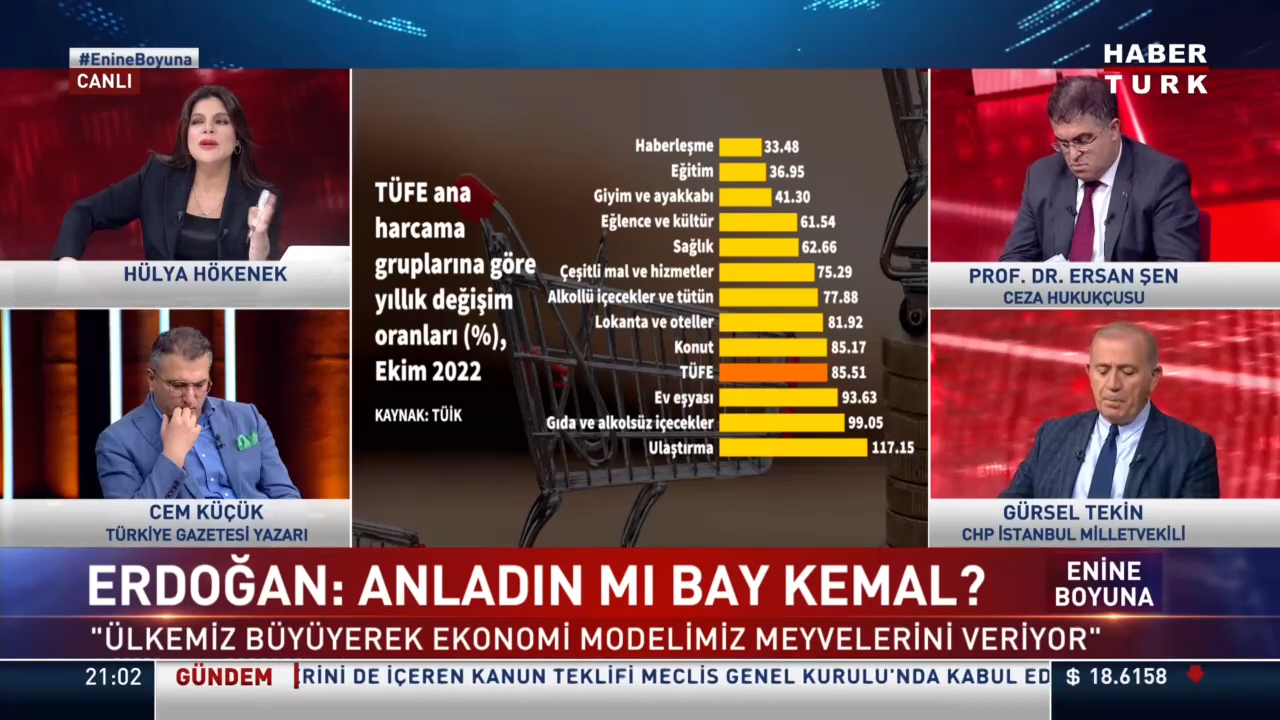 #EnineBoyuna
CANLI
HABER
TURK
HÜLYA HÖKENEK
CEM KÜÇÜK
TÜRKİYE GAZETESİ YAZARI
TÜFE ana
harcama
gruplarına göre
yıllık değişim
oranları (%),
Ekim 2022
KAYNAK: TÜİK
Haberleşme 33.48
Eğitim 36.95
Giyim ve ayakkabı 41.30
Eğlence ve kültür 61.54
Sağlık 62.66
Çeşitli mal ve hizmetler 75.29
Alkollü içecekler ve tütün 77.88
Lokanta ve oteller 81.92
Konut 85.17
TÜFE 85.51
Ev eşyası 93.63
Gıda ve alkolsüz içecekler 99.05
Ulaştırma 117.15
PROF. DR. ERSAN ŞEN
CEZA HUKUKÇUSU
GÜRSEL TEKİN
CHP İSTANBUL MİLLETVEKİLİ
ERDOĞAN: ANLADIN MI BAY KEMAL?
ENİNE
BOYUNA
"ÜLKEMİZ BÜYÜYEREK EKONOMİ MODELİMİZ MEYVELERİNİ VERİYOR"
21:02 GÜNDEM RİNİ DE İÇEREN KANUN TEKLİFİ MECLİS GENEL KURULU'NDA KABUL ED $ 18.6158